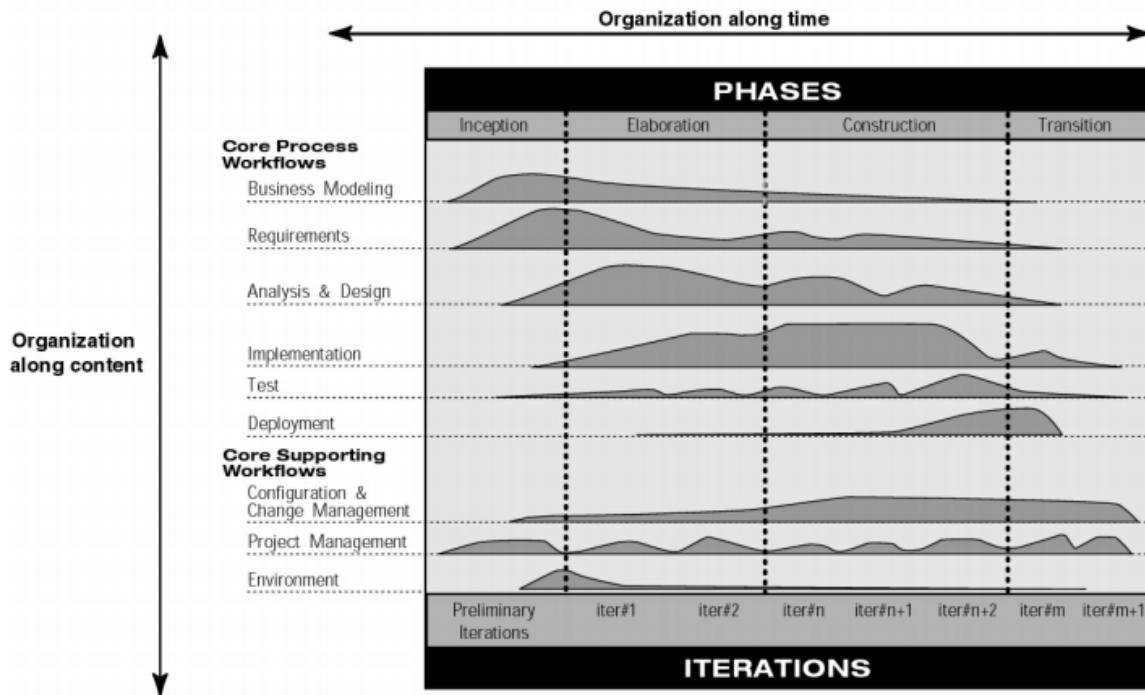 Organization along time
PHASES
Inception
Elaboration
Construction
Transition
Core Process
Workflows
Business Modeling
Requirements
Analysis & Design
Organization
along content
Implementation
Test
Deployment
Core Supporting
Workflows
Configuration &
Change Management
Project Management
Environment
Preliminary
Iterations
iter#1
iter#2
iter#n
iter#n+1
iter#n+2
iter#m
iter#m+1
ITERATIONS